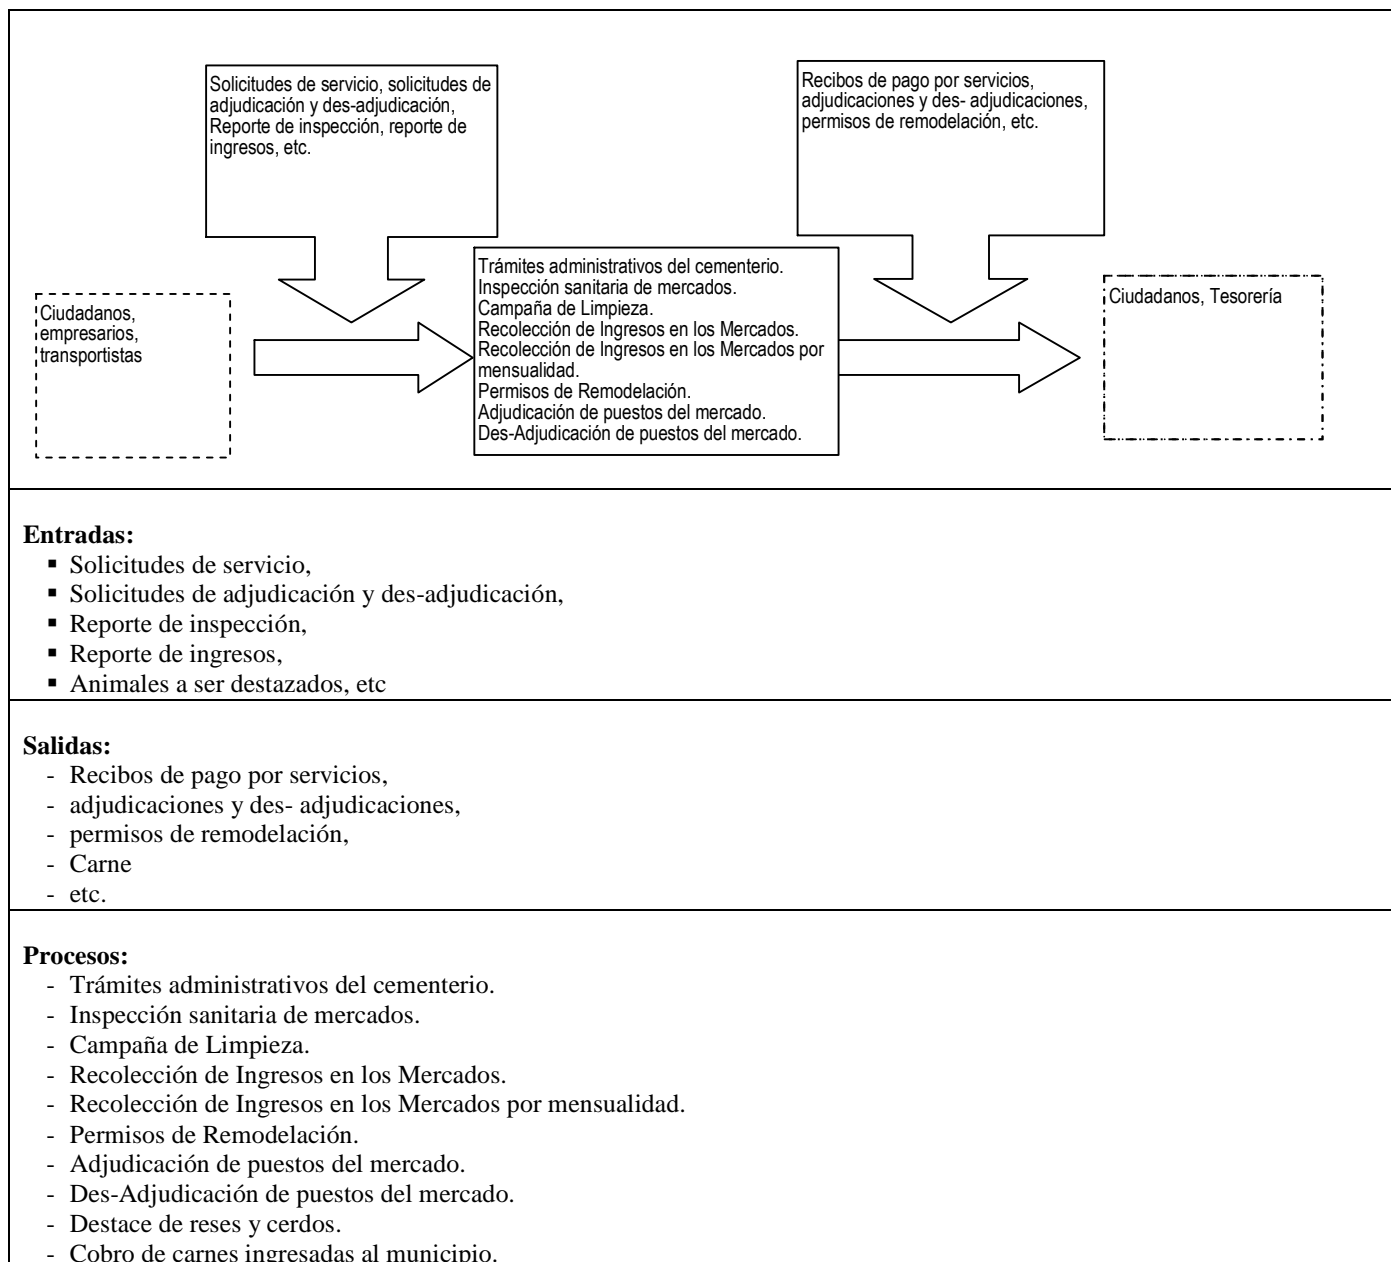 Solicitudes de servicio, solicitudes de
adjudicación y des-adjudicación,
Reporte de inspección, reporte de
ingresos, etc.
Recibos de pago por servicios,
adjudicaciones y des- adjudicaciones,
permisos de remodelación, etc.
Ciudadanos,
empresarios,
transportistas
Trámites administrativos del cementerio.
Inspección sanitaria de mercados.
Campaña de Limpieza.
Recolección de Ingresos en los Mercados.
Recolección de Ingresos en los Mercados por
mensualidad.
Permisos de Remodelación.
Adjudicación de puestos del mercado.
Des-Adjudicación de puestos del mercado.
Ciudadanos, Tesorería
Entradas:
▪ Solicitudes de servicio,
▪ Solicitudes de adjudicación y des-adjudicación,
▪ Reporte de inspección,
▪ Reporte de ingresos,
▪ Animales a ser destazados, etc
Salidas:
- Recibos de pago por servicios,
- adjudicaciones y des- adjudicaciones,
- permisos de remodelación,
- Carne
- etc.
Procesos:
- Trámites administrativos del cementerio.
- Inspección sanitaria de mercados.
- Campaña de Limpieza.
- Recolección de Ingresos en los Mercados.
- Recolección de Ingresos en los Mercados por mensualidad.
- Permisos de Remodelación.
- Adjudicación de puestos del mercado.
- Des-Adjudicación de puestos del mercado.
- Destace de reses y cerdos.
- Cobro de carnes ingresadas al municipio.